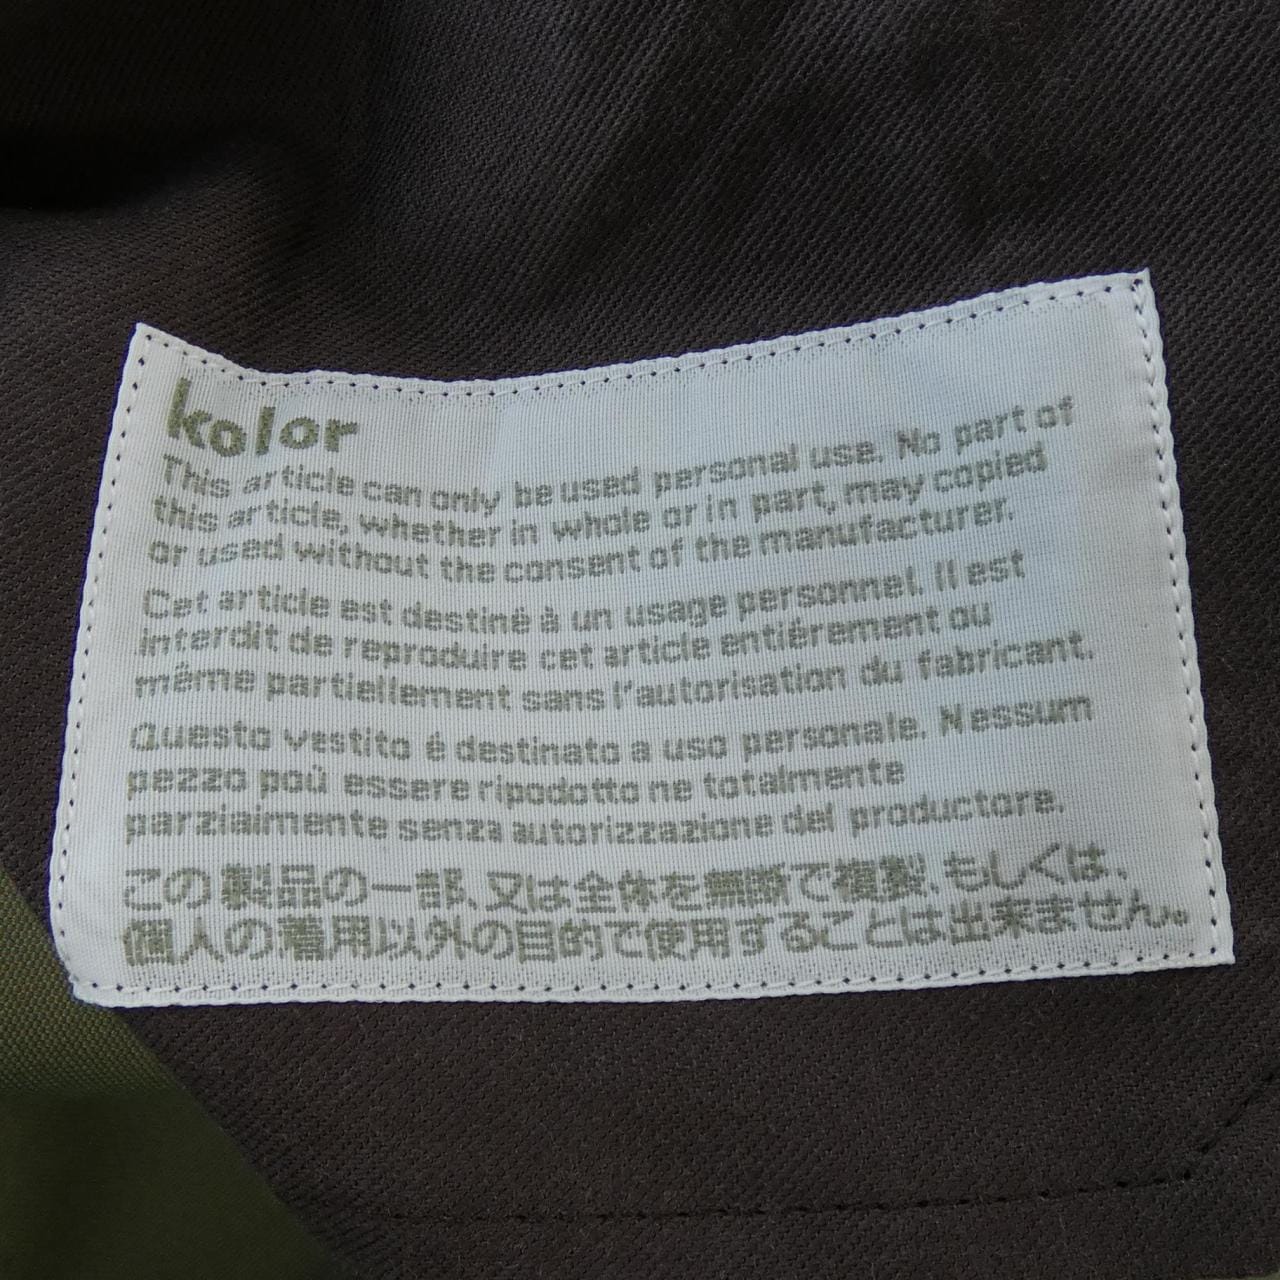 kolor
This article can only be used personal use. No part of
this article, whether in whole or in part, may copied
or used without the consent of the manufacturer.
Cet article est destiné à un usage personnel. Il est
interdit de reproduire cet article entiérement ou
même partiellement sans l'autorisation du fabricant.
Questo vestito é destinato a uso personale. Nessum
pezzo poù essere ripodotto ne totalmente
parziaimente senza autorizzazione del productore.
この製品の一部、又は全体を無断で複製、もしくは、
個人の着用以外の目的で使用することは出来ません。